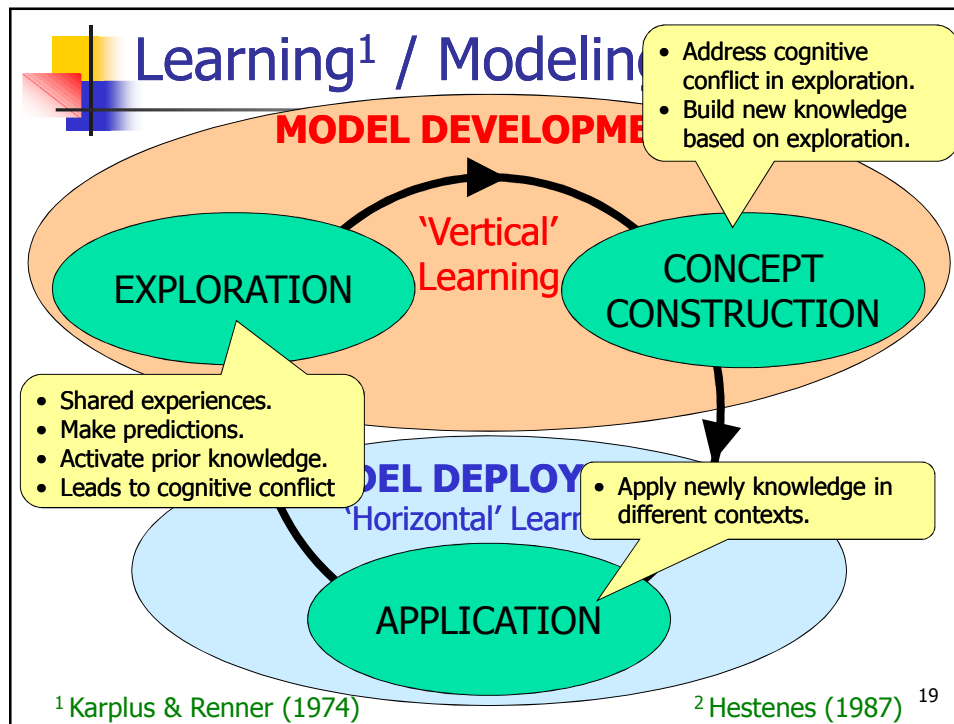 Learning¹ / Modeling
• Address cognitive
conflict in exploration.
• Build new knowledge
based on exploration.
MODEL DEVELOPME
‘Vertical’
Learning
EXPLORATION
CONCEPT
CONSTRUCTION
• Shared experiences.
• Make predictions.
• Activate prior knowledge.
• Leads to cognitive conflict
DEL DEPLOY
‘Horizontal’ Learn
• Apply newly knowledge in
different contexts.
APPLICATION
¹ Karplus & Renner (1974)
² Hestenes (1987)
19